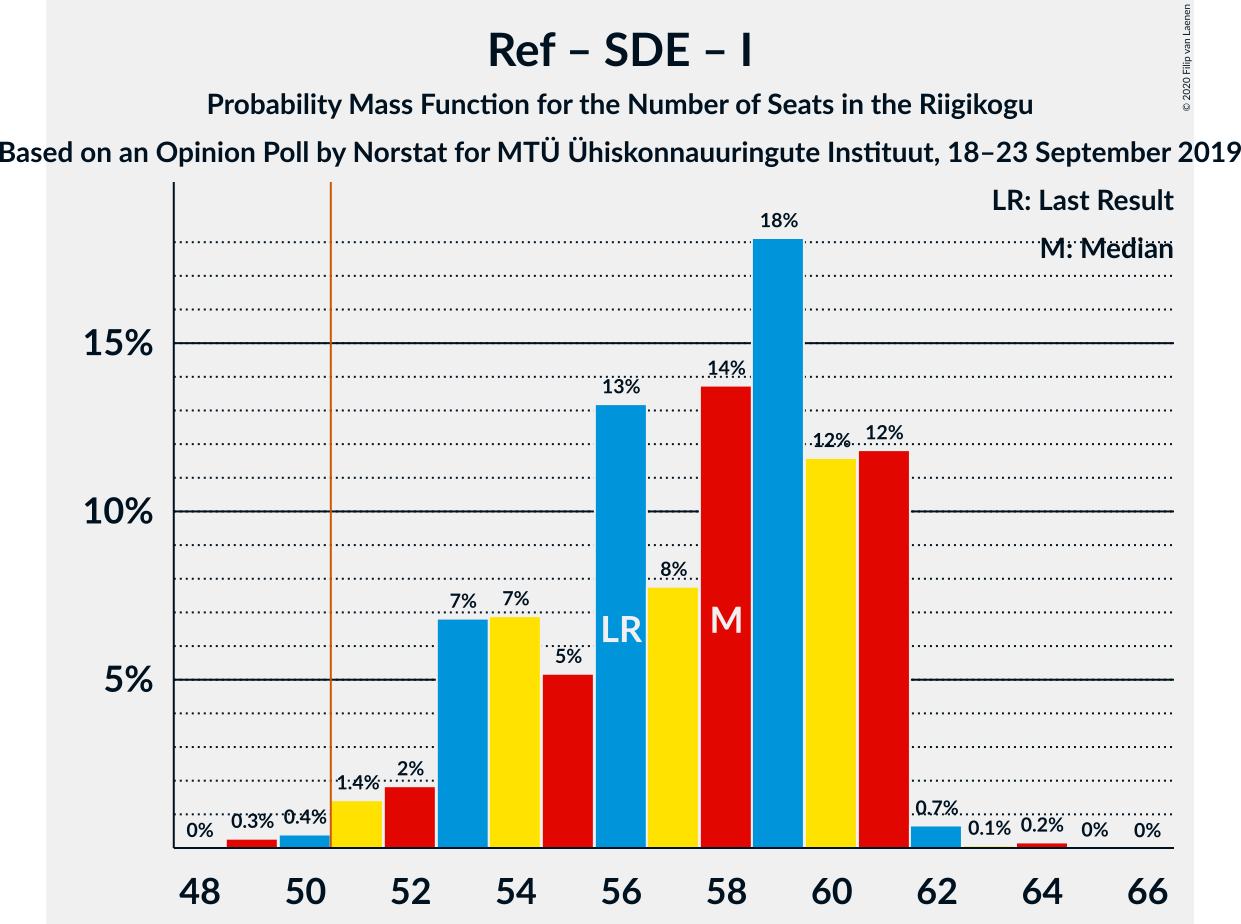 Ref – SDE – I
Probability Mass Function for the Number of Seats in the Riigikogu
Based on an Opinion Poll by Norstat for MTÜ Ühiskonnauuringute Instituut, 18–23 September 2019
© 2020 Filip van Laenen
LR: Last Result
M: Median
18%
15%
14%
13%
12%
12%
10%
8%
7%
7%
LR
M
5%
5%
2%
1.4%
0%
0.3%
0.4%
0.7%
0.1%
0.2%
0%
0%
48 50 52 54 56 58 60 62 64 66